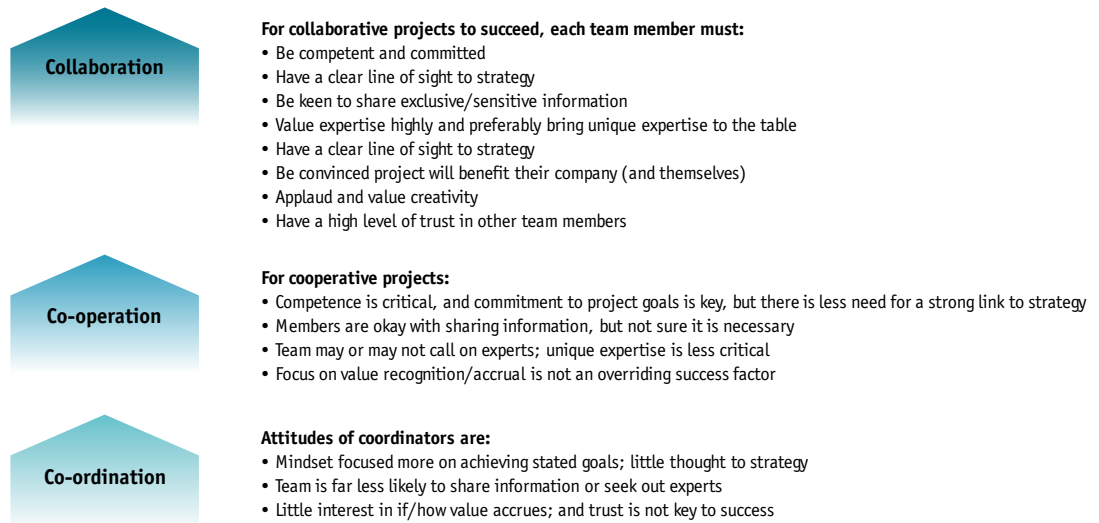 Collaboration
For collaborative projects to succeed, each team member must:
• Be competent and committed
• Have a clear line of sight to strategy
• Be keen to share exclusive/sensitive information
• Value expertise highly and preferably bring unique expertise to the table
• Have a clear line of sight to strategy
• Be convinced project will benefit their company (and themselves)
• Applaud and value creativity
• Have a high level of trust in other team members
Co-operation
For cooperative projects:
• Competence is critical, and commitment to project goals is key, but there is less need for a strong link to strategy
• Members are okay with sharing information, but not sure it is necessary
• Team may or may not call on experts; unique expertise is less critical
• Focus on value recognition/accrual is not an overriding success factor
Co-ordination
Attitudes of coordinators are:
• Mindset focused more on achieving stated goals; little thought to strategy
• Team is far less likely to share information or seek out experts
• Little interest in if/how value accrues; and trust is not key to success